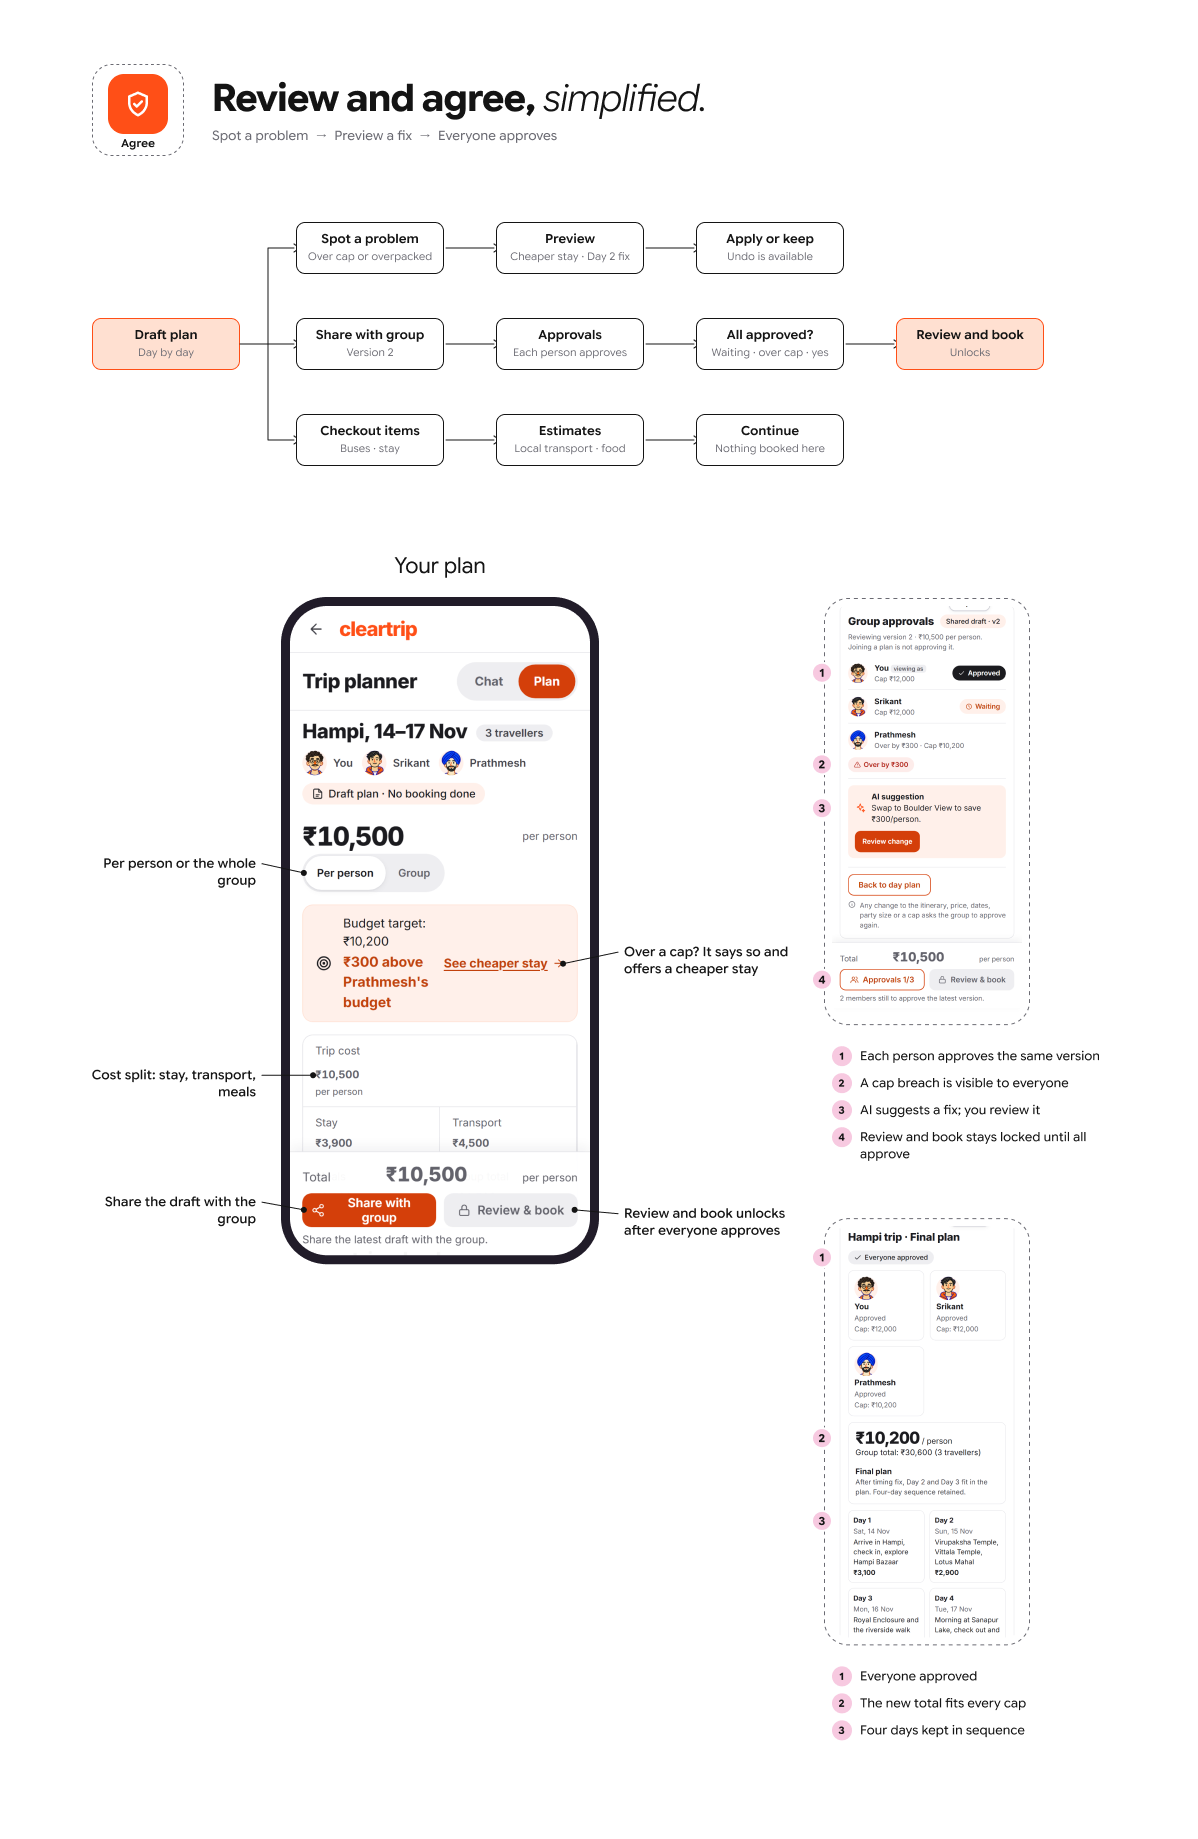 Agree
Review and agree, simplified.
Spot a problem → Preview a fix → Everyone approves
Spot a problem
Over cap or overpacked
Preview
Cheaper stay · Day 2 fix
Apply or keep
Undo is available
Draft plan
Day by day
Share with group
Version 2
Approvals
Each person approves
All approved?
Waiting · over cap · yes
Review and book
Unlocks
Checkout items
Buses · stay
Estimates
Local transport · food
Continue
Nothing booked here
Your plan
cleartrip
Trip planner
Chat
Plan
Hampi, 14–17 Nov
3 travellers
You
Srikant
Prathmesh
Draft plan · No booking done
₹10,500
per person
Per person
Group
Per person or the whole
group
Budget target:
₹10,200
₹300 above
Prathmesh's
budget
See cheaper stay →
Over a cap? It says so and
offers a cheaper stay
Trip cost
₹10,500
per person
Cost split: stay, transport,
meals
Stay
₹3,900
Transport
₹4,500
Total
₹10,500
per person
Share with
group
Review & book
Share the latest draft with the group.
Share the draft with the
group
Review and book unlocks
after everyone approves
Group approvals
Shared draft · v2
Reviewing version 2 · ₹10,500 per person.
Joining a plan is not approving it.
1
You
viewing as
Cap ₹12,000
Approved
Srikant
Cap ₹12,000
Waiting
Prathmesh
Over by ₹300 · Cap ₹10,200
2
Over by ₹300
3
AI suggestion
Swap to Boulder View to save
₹300/person.
Review change
Back to day plan
Any change to the itinerary, price, dates,
party size or a cap asks the group to approve
again.
Total
₹10,500
per person
4
Approvals 1/3
Review & book
2 members still to approve the latest version.
1 Each person approves the same version
2 A cap breach is visible to everyone
3 AI suggests a fix; you review it
4 Review and book stays locked until all
approve
Hampi trip · Final plan
1
Everyone approved
You
Approved
Cap: ₹12,000
Srikant
Approved
Cap: ₹12,000
Prathmesh
Approved
Cap: ₹10,200
2
₹10,200 / person
Group total: ₹30,600 (3 travellers)
Final plan
After timing fix, Day 2 and Day 3 fit in the
plan. Four-day sequence retained.
3
Day 1
Sat, 14 Nov
Arrive in Hampi,
check in, explore
Hampi Bazaar
₹3,100
Day 2
Sun, 15 Nov
Virupaksha Temple,
Vittala Temple,
Lotus Mahal
₹2,900
Day 3
Mon, 16 Nov
Royal Enclosure and
the riverside walk
Day 4
Tue, 17 Nov
Morning at Sanapur
Lake, check out and
1 Everyone approved
2 The new total fits every cap
3 Four days kept in sequence